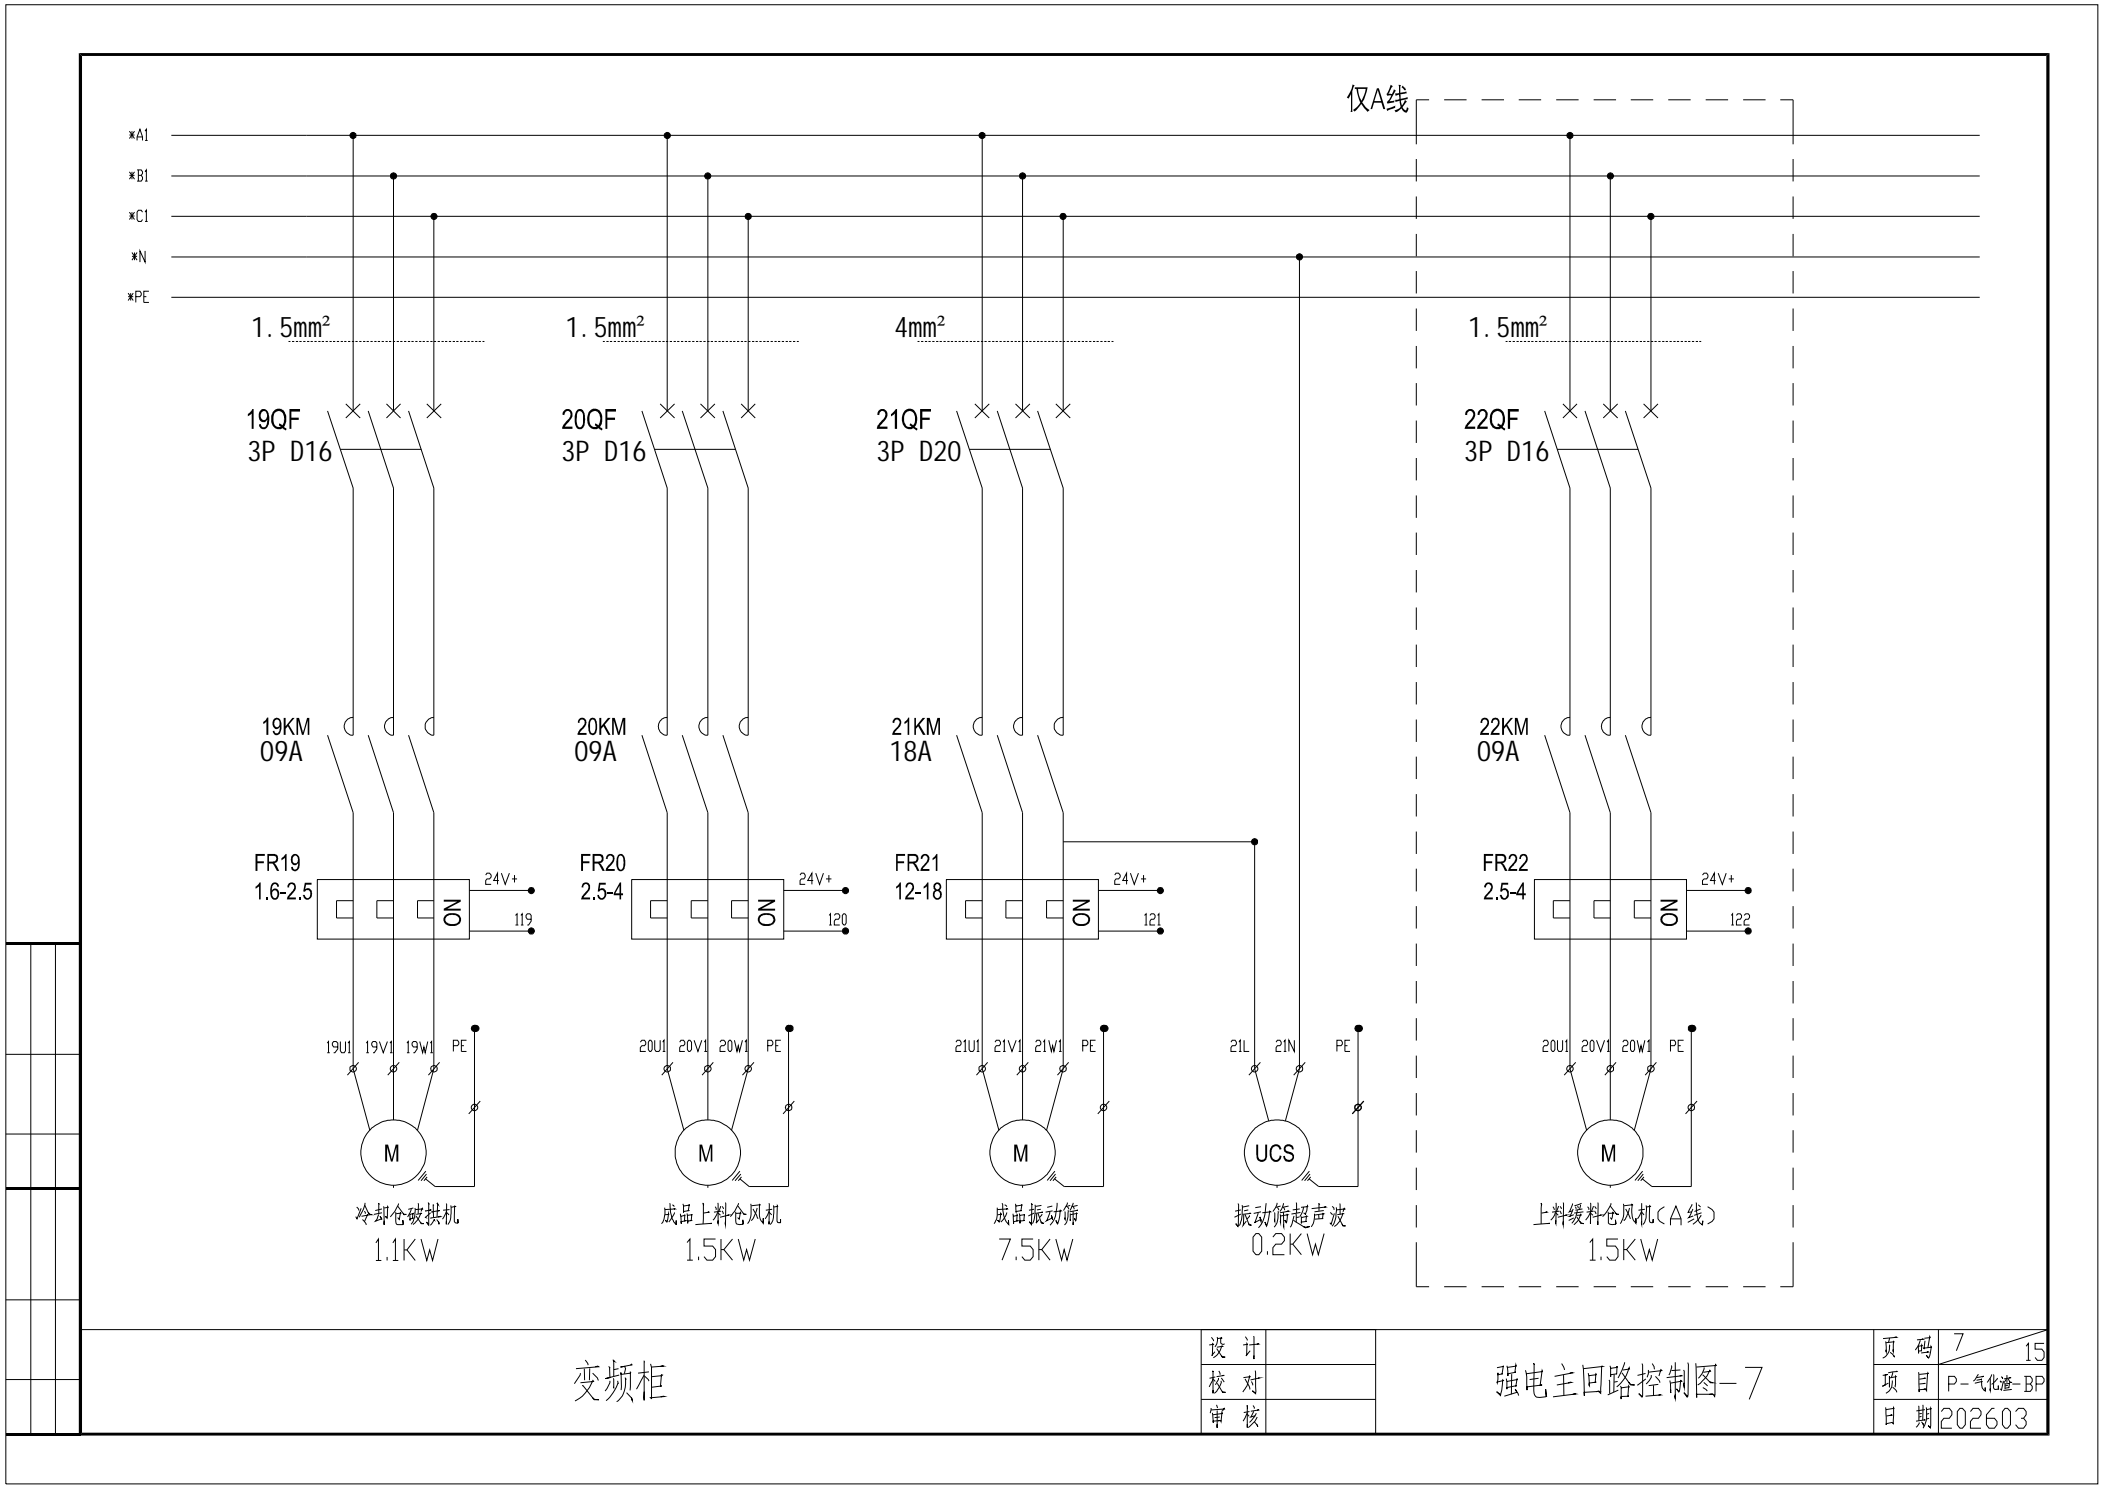 仅A线
*A1
*B1
*C1
*N
*PE
1.5mm²
1.5mm²
4mm²
1.5mm²
19QF
3P D16
20QF
3P D16
21QF
3P D20
22QF
3P D16
19KM
09A
20KM
09A
21KM
18A
22KM
09A
FR19
1.6-2.5
24V+
119
ON
FR20
2.5-4
24V+
120
ON
FR21
12-18
24V+
121
ON
FR22
2.5-4
24V+
122
ON
19U1 19V1 19W1 PE
20U1 20V1 20W1 PE
21U1 21V1 21W1 PE
21L 21N PE
20U1 20V1 20W1 PE
M
M
M
UCS
M
冷却仓破拱机
1.1KW
成品上料仓风机
1.5KW
成品振动筛
7.5KW
振动筛超声波
0.2KW
上料缓料仓风机(A线)
1.5KW
变频柜
设 计
校 对
审 核
强电主回路控制图-7
页 码 7 15
项 目 P-气化渣-BP
日 期 202603